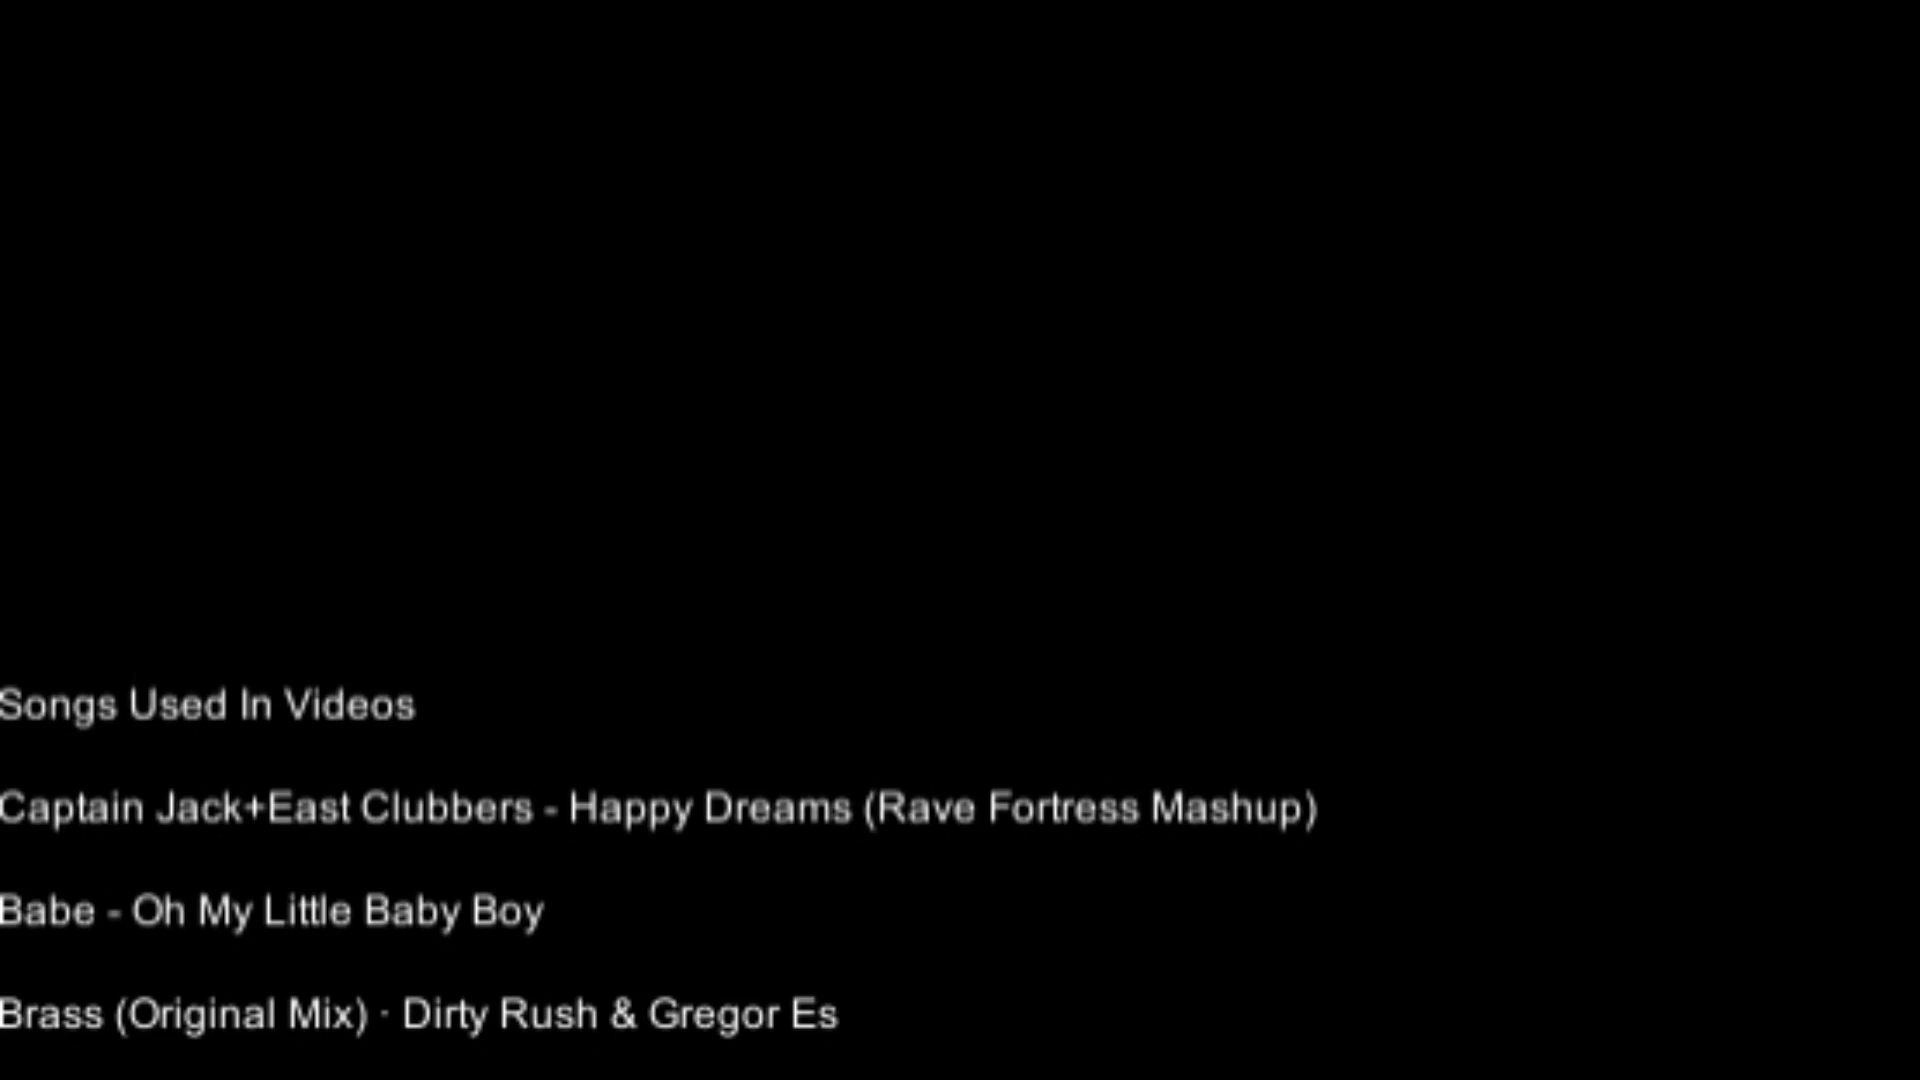 Songs Used In Videos
Captain Jack+East Clubbers - Happy Dreams (Rave Fortress Mashup)
Babe - Oh My Little Baby Boy
Brass (Original Mix) · Dirty Rush & Gregor Es